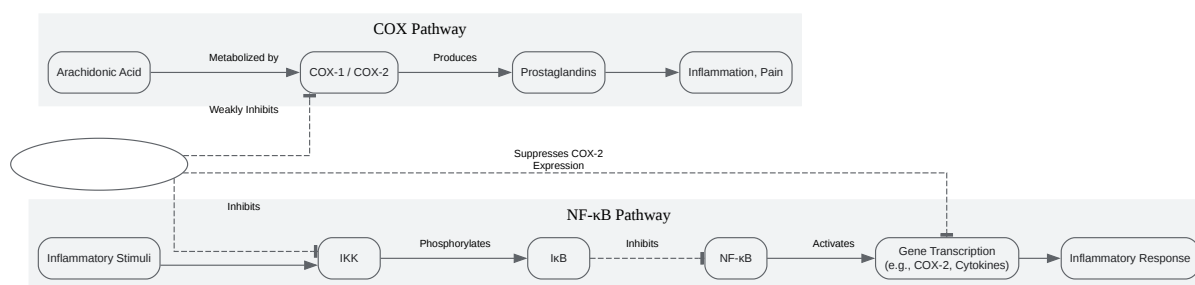 COX Pathway
Metabolized by
Produces
Arachidonic Acid
COX-1 / COX-2
Prostaglandins
Inflammation, Pain
Weakly Inhibits
Suppresses COX-2
Expression
Inhibits
NF-κB Pathway
Phosphorylates
Inhibits
Activates
Inflammatory Stimuli
IKK
IκB
NF-κB
Gene Transcription
(e.g., COX-2, Cytokines)
Inflammatory Response